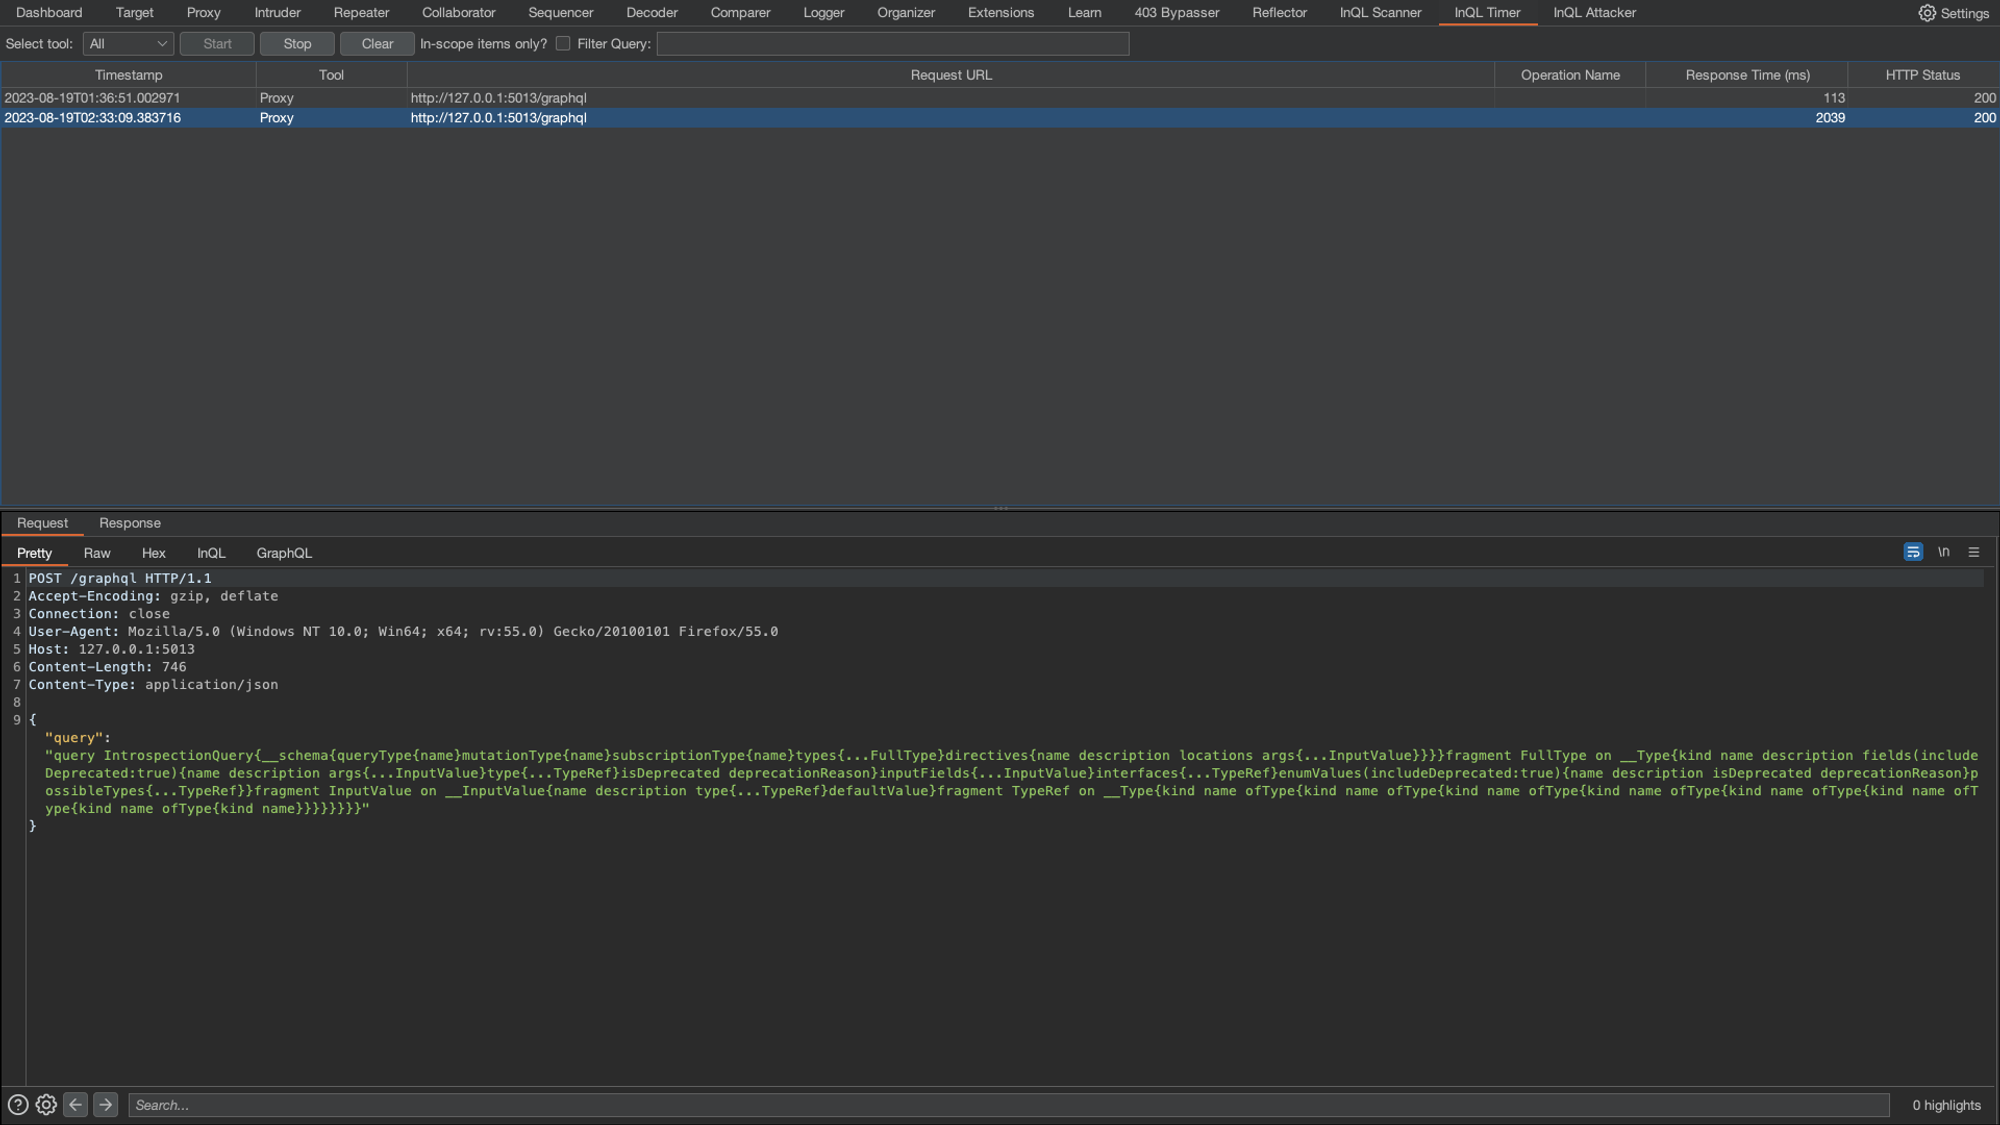 Dashboard Target Proxy Intruder Repeater Collaborator Sequencer Decoder Comparer Logger Organizer Extensions Learn 403 Bypasser Reflector InQL Scanner InQL Timer InQL Attacker Settings
Select tool: All Start Stop Clear In-scope items only? Filter Query:
Timestamp Tool Request URL Operation Name Response Time (ms) HTTP Status
2023-08-19T01:36:51.002971 Proxy http://127.0.0.1:5013/graphql 113 200
2023-08-19T02:33:09.383716 Proxy http://127.0.0.1:5013/graphql 2039 200
Request Response
Pretty Raw Hex InQL GraphQL \n
1 POST /graphql HTTP/1.1
2 Accept-Encoding: gzip, deflate
3 Connection: close
4 User-Agent: Mozilla/5.0 (Windows NT 10.0; Win64; x64; rv:55.0) Gecko/20100101 Firefox/55.0
5 Host: 127.0.0.1:5013
6 Content-Length: 746
7 Content-Type: application/json
8
9 {
"query":
"query IntrospectionQuery{__schema{queryType{name}mutationType{name}subscriptionType{name}types{...FullType}directives{name description locations args{...InputValue}}}}fragment FullType on __Type{kind name description fields(include
Deprecated:true){name description args{...InputValue}type{...TypeRef}isDeprecated deprecationReason}inputFields{...InputValue}interfaces{...TypeRef}enumValues(includeDeprecated:true){name description isDeprecated deprecationReason}p
ossibleTypes{...TypeRef}}fragment InputValue on __InputValue{name description type{...TypeRef}defaultValue}fragment TypeRef on __Type{kind name ofType{kind name ofType{kind name ofType{kind name ofType{kind name ofType{kind name ofT
ype{kind name ofType{kind name}}}}}}}}"
}
Search... 0 highlights